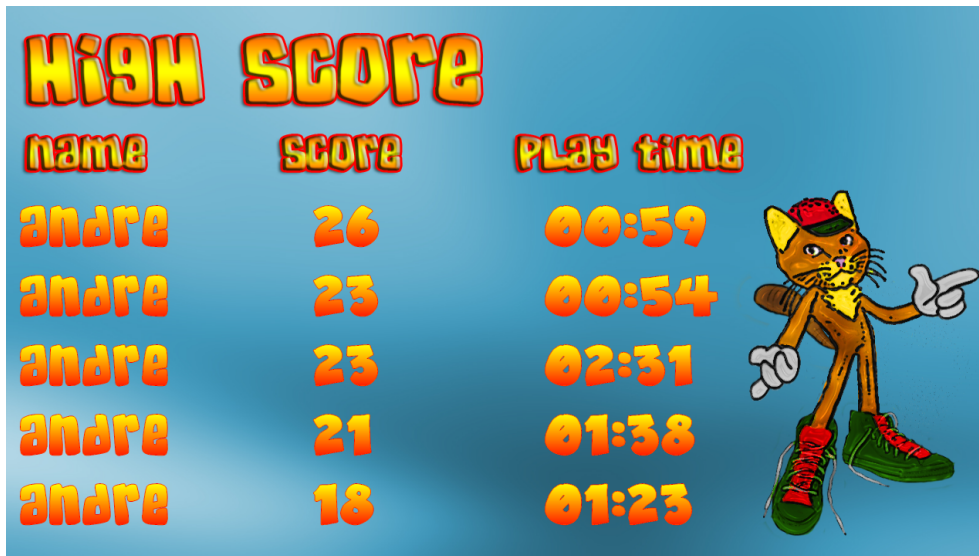 High score
name score Play time
andre 26 00:59
andre 23 00:54
andre 23 02:31
andre 21 01:38
andre 18 01:23